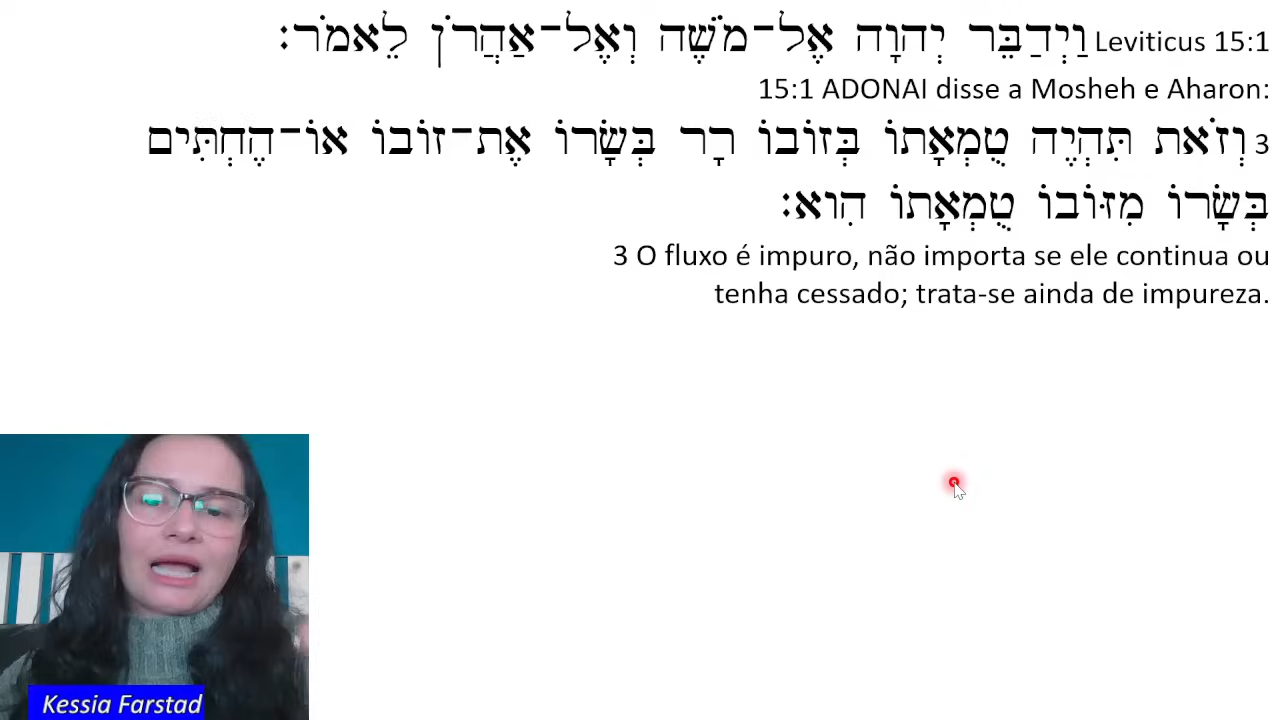 Leviticus 15:1 וַיְדַבֵּר יְהוָה אֶל־מֹשֶׁה וְאֶל־אַהֲרֹן לֵאמֹר׃
15:1 ADONAI disse a Mosheh e Aharon:
3 וְזֹאת תִּהְיֶה טֻמְאָתוֹ בְּזוֹבוֹ רָר בְּשָׂרוֹ אֶת־זוֹבוֹ אוֹ־הֶחְתִּים
בְּשָׂרוֹ מִזּוֹבוֹ טֻמְאָתוֹ הִוא׃
3 O fluxo é impuro, não importa se ele continua ou
tenha cessado; trata-se ainda de impureza.
Kessia Farstad